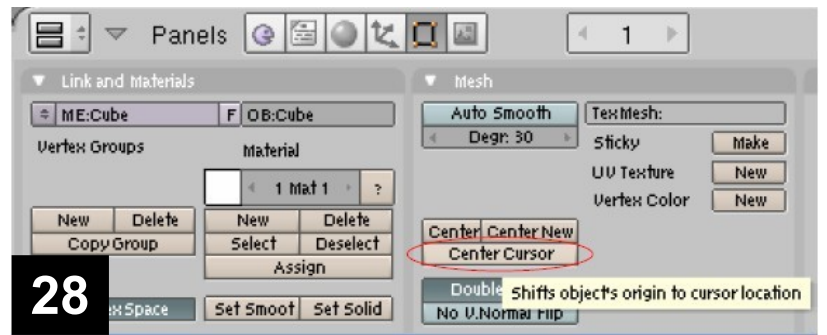 Panels
1
Link and Materials
ME:Cube F OB:Cube
Vertex Groups Material
1 Mat 1 ?
New Delete New Delete
Copy Group Select Deselect
Assign
Space Set Smoot Set Solid
28
Mesh
Auto Smooth TexMesh:
Degr: 30 Sticky Make
UV Texture New
Vertex Color New
Center Center New
Center Cursor
Double
Shifts object's origin to cursor location
No V.Normal Flip